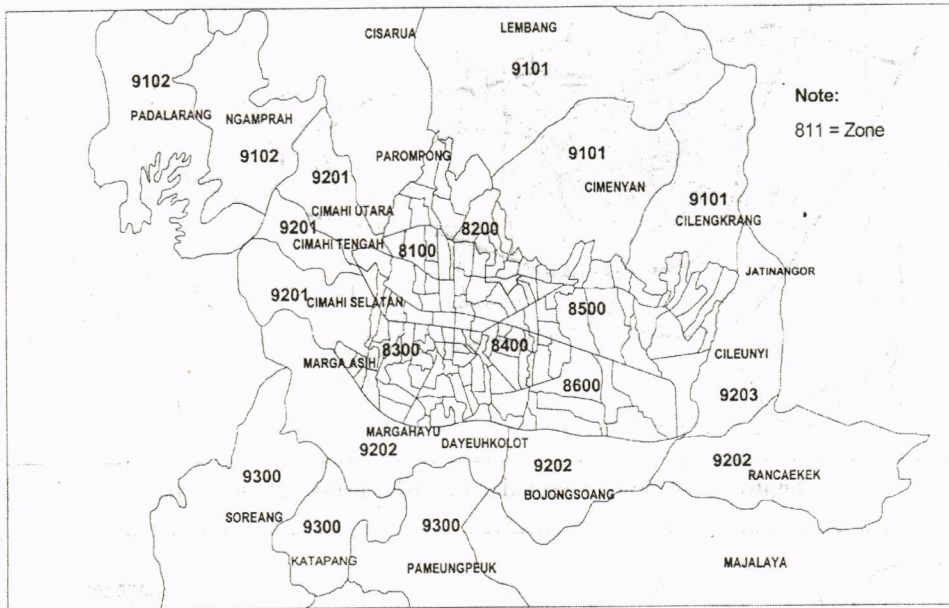 CISARUA
LEMBANG
9101
9102
PADALARANG
NGAMPRAH
9102
Note:
811 = Zone
9201
PAROMPONG
9101
CIMENYAN
9101
CILENGKRANG
CIMAHI UTARA
9201
CIMAHI TENGAH
8100
8200
JATINANGOR
9201
CIMAHI SELATAN
8500
8300
8400
MARGA ASIH
CILEUNYI
8600
9203
MARGAHAYU
DAYEUHKOLOT
9202
9202
BOJONGSOANG
9202
RANCAEKEK
9300
SOREANG
9300
KATAPANG
9300
PAMEUNGPEUK
MAJALAYA